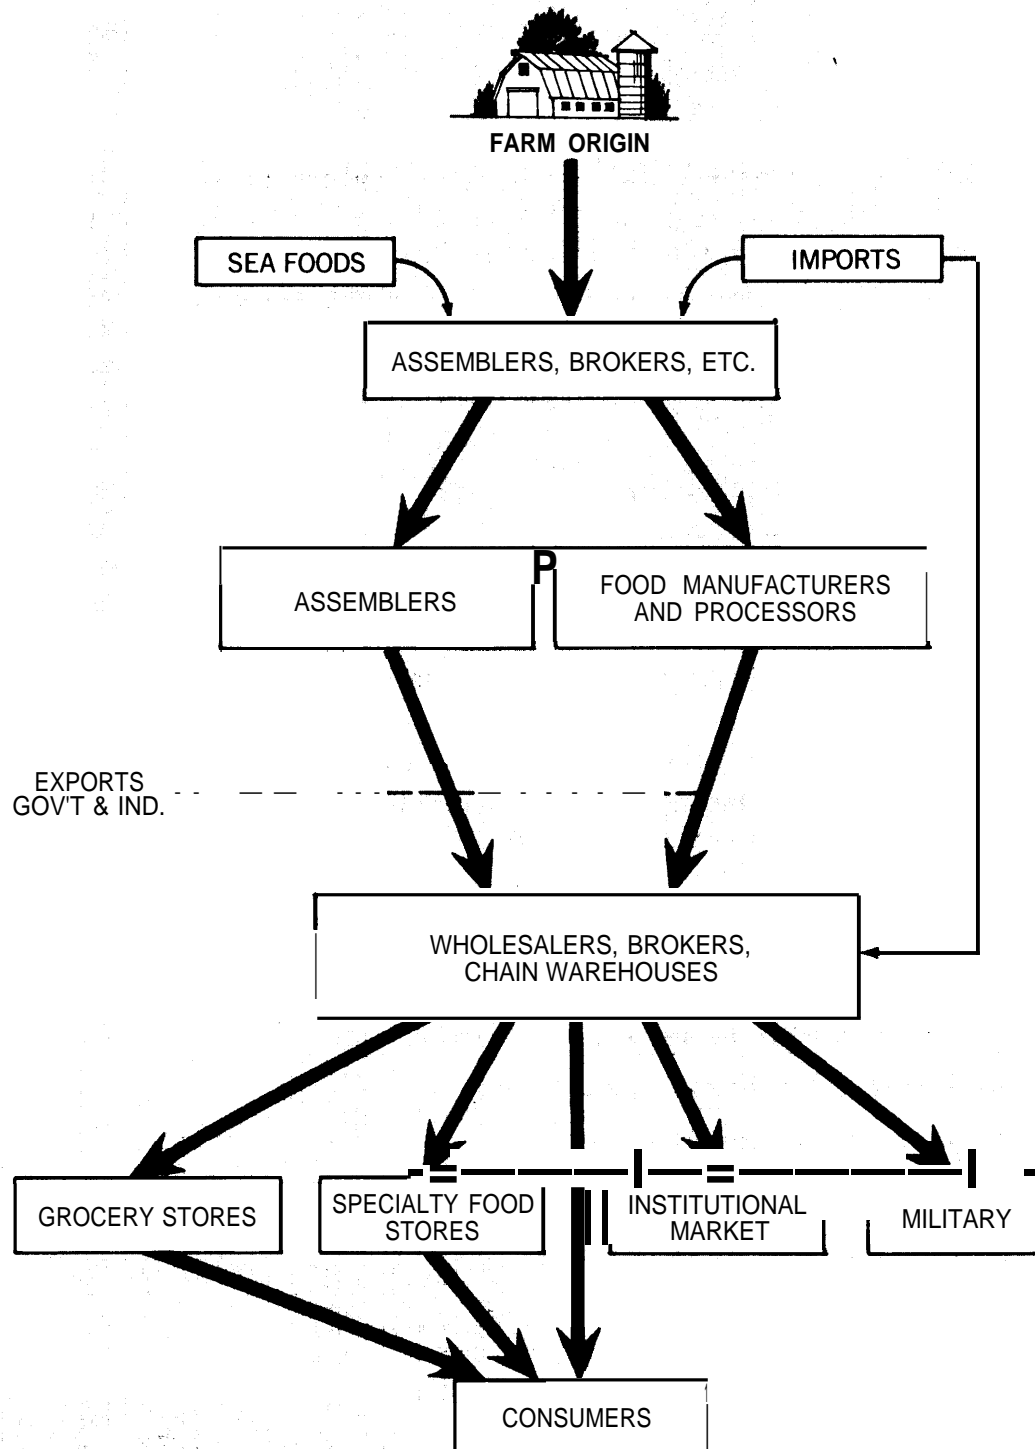 FARM ORIGIN
SEA FOODS
IMPORTS
ASSEMBLERS, BROKERS, ETC.
ASSEMBLERS
P
FOOD MANUFACTURERS
AND PROCESSORS
EXPORTS
GOV'T & IND.
WHOLESALERS, BROKERS,
CHAIN WAREHOUSES
GROCERY STORES
SPECIALTY FOOD
STORES
INSTITUTIONAL
MARKET
MILITARY
CONSUMERS